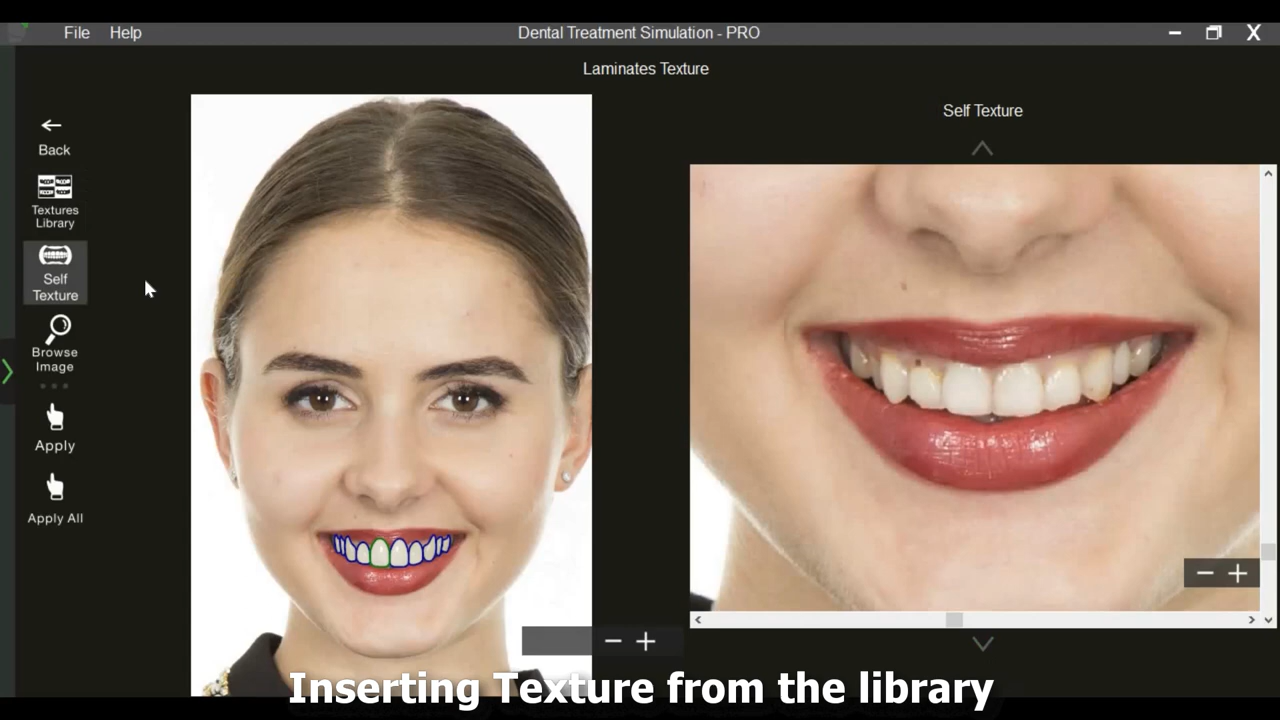 File Help
Dental Treatment Simulation - PRO
Laminates Texture
Back
Textures
Library
Self
Texture
Browse
Image
Apply
Apply All
Self Texture
Inserting Texture from the library